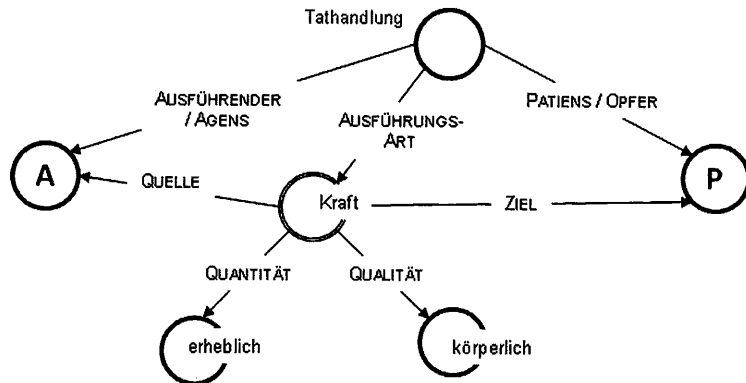 Tathandlung
AUSFÜHRENDER
/ AGENS
AUSFÜHRUNGS-
ART
PATIENS / OPFER
A
QUELLE
Kraft
ZIEL
P
QUANTITÄT
QUALITÄT
erheblich
körperlich